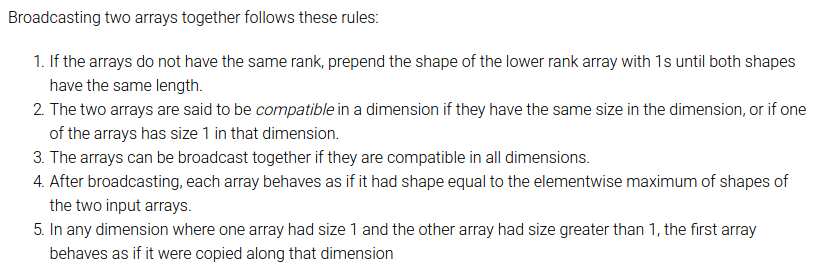 Broadcasting two arrays together follows these rules:
1. If the arrays do not have the same rank, prepend the shape of the lower rank array with 1s until both shapes
have the same length.
2. The two arrays are said to be compatible in a dimension if they have the same size in the dimension, or if one
of the arrays has size 1 in that dimension.
3. The arrays can be broadcast together if they are compatible in all dimensions.
4. After broadcasting, each array behaves as if it had shape equal to the elementwise maximum of shapes of
the two input arrays.
5. In any dimension where one array had size 1 and the other array had size greater than 1, the first array
behaves as if it were copied along that dimension